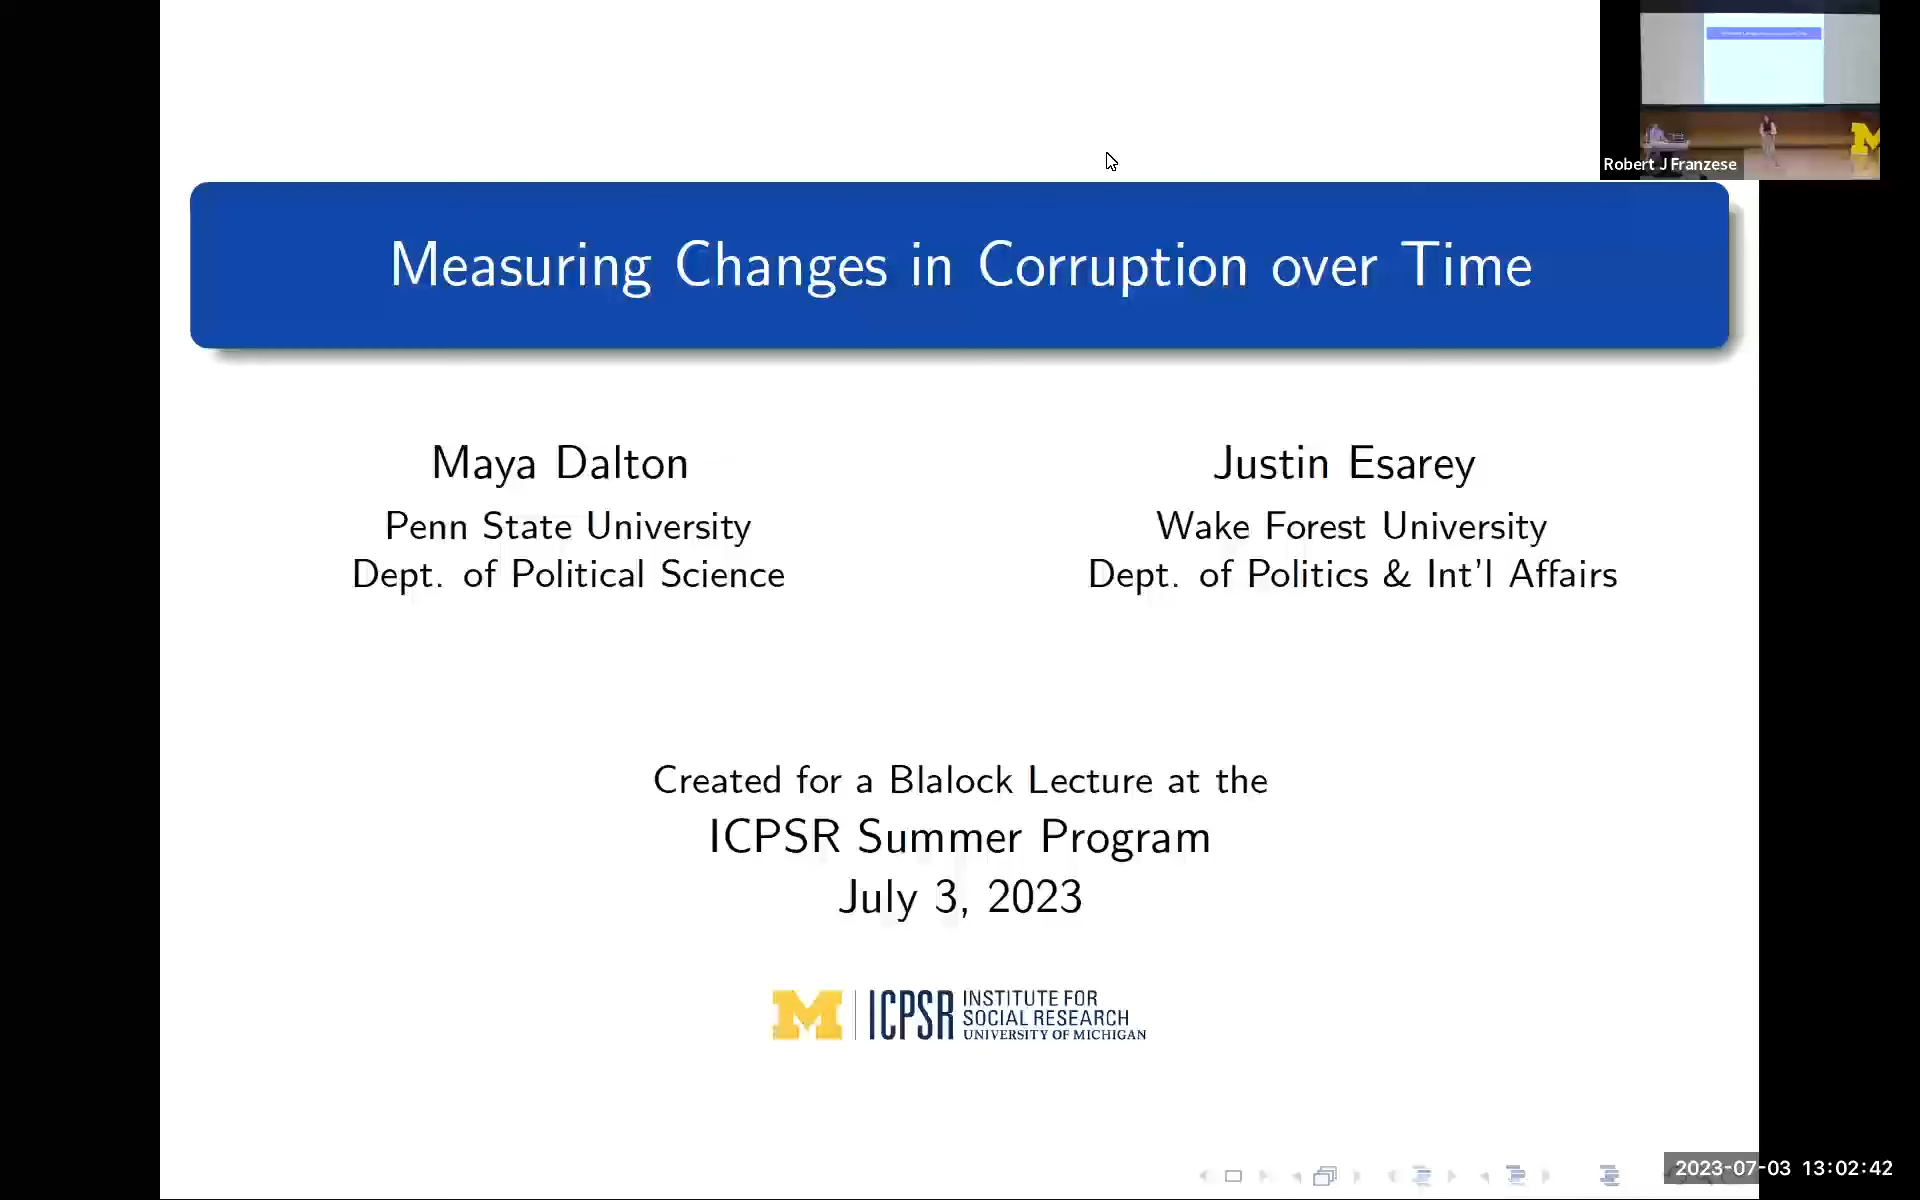 Robert J Franzese
Measuring Changes in Corruption over Time
Maya Dalton
Penn State University
Dept. of Political Science
Justin Esarey
Wake Forest University
Dept. of Politics & Int'l Affairs
Created for a Blalock Lecture at the
ICPSR Summer Program
July 3, 2023
M ICPSR INSTITUTE FOR
SOCIAL RESEARCH
UNIVERSITY OF MICHIGAN
2023-07-03 13:02:42